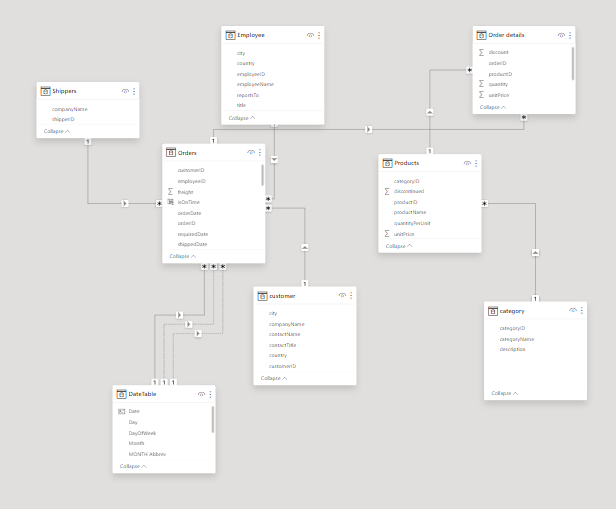 Employee
city
country
employeeID
employeeName
reportsTo
title
Collapse
Order details
discount
orderID
productID
quantity
unitPrice
Collapse
Shippers
companyName
shipperID
Collapse
1
1
*
*
Orders
customerID
employeeID
freight
isOnTime
orderDate
orderID
requiredDate
shippedDate
Collapse
*
*
*
1
Products
categoryID
discontinued
productID
productName
quantityPerUnit
unitPrice
Collapse
*
* * *
1
customer
city
companyName
contactName
contactTitle
country
customerID
Collapse
1
category
categoryID
categoryName
description
Collapse
1 1 1
DateTable
Date
Day
DayOfWeek
Month
MONTH Abbrev
Collapse